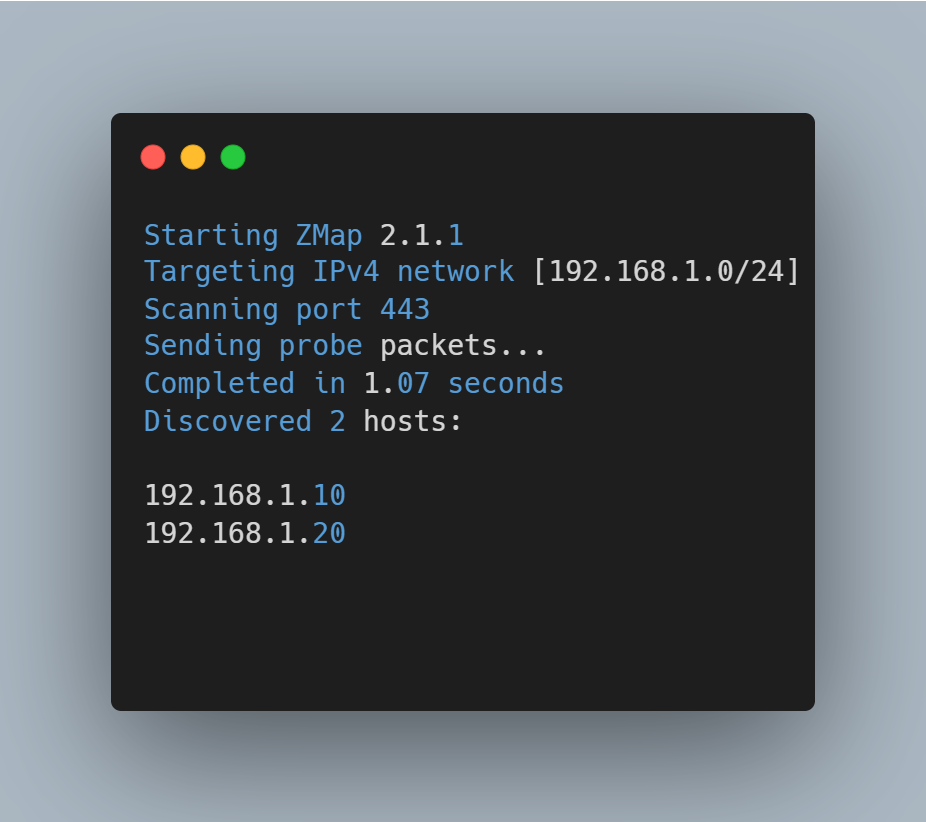 Starting ZMap 2.1.1
Targeting IPv4 network [192.168.1.0/24]
Scanning port 443
Sending probe packets...
Completed in 1.07 seconds
Discovered 2 hosts:
192.168.1.10
192.168.1.20